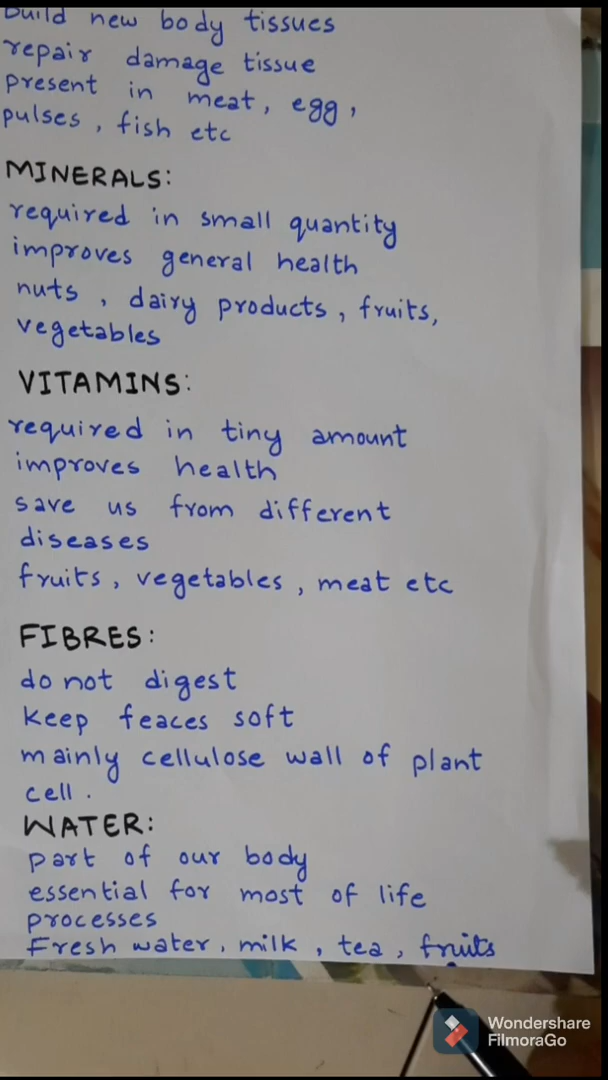 build new body tissues
repair damage tissue
present in meat, egg,
pulses, fish etc
MINERALS:
required in small quantity
improves general health
nuts, dairy products, fruits,
vegetables
VITAMINS:
required in tiny amount
improves health
save us from different
diseases
fruits, vegetables, meat etc
FIBRES:
do not digest
keep feaces soft
mainly cellulose wall of plant
cell.
WATER:
part of our body
essential for most of life
processes
Fresh water, milk, tea, fruits
Wondershare
FilmoraGo